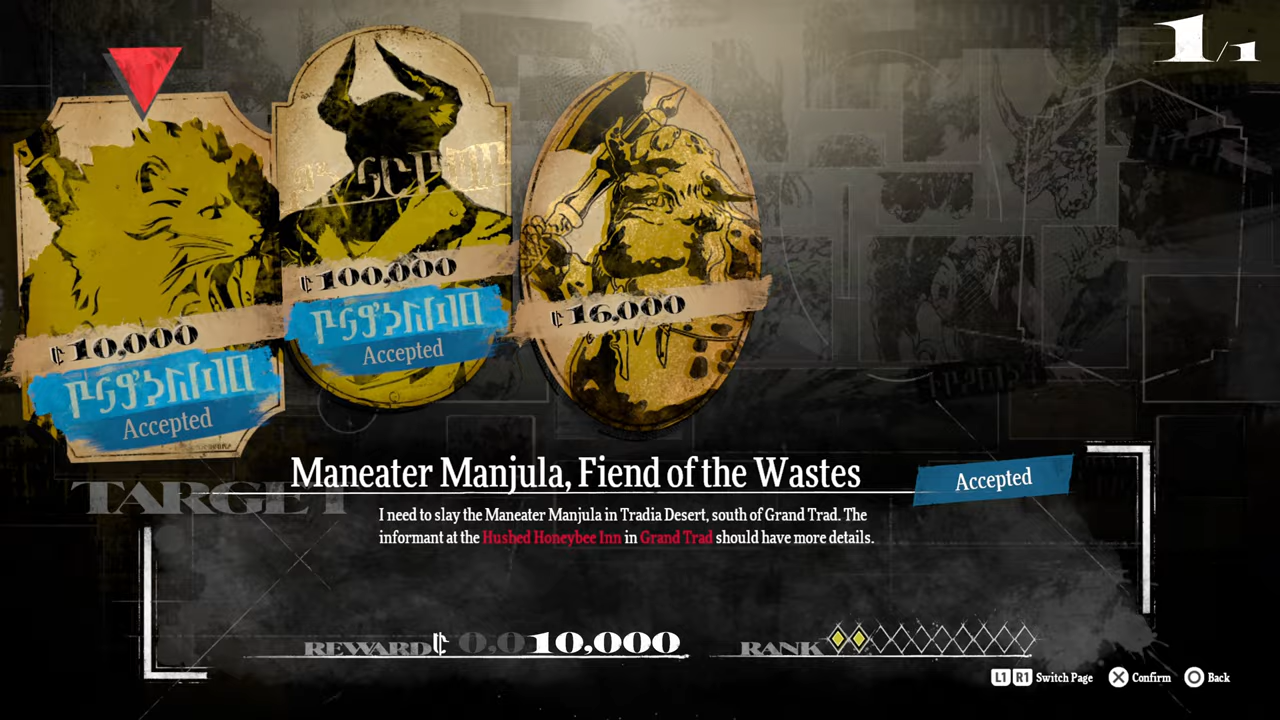 1/1
₵10,000
Accepted
₵100,000
Accepted
₵16,000
TARGET
Maneater Manjula, Fiend of the Wastes
Accepted
I need to slay the Maneater Manjula in Tradia Desert, south of Grand Trad. The
informant at the Hushed Honeybee Inn in Grand Trad should have more details.
REWARD ₵ 0,010,000
RANK
L1 R1 Switch Page Confirm Back